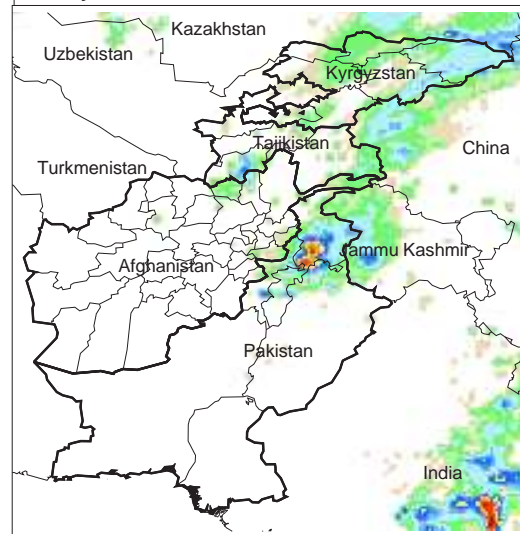 Kazakhstan
Uzbekistan
Kyrgyzstan
Tajikistan
China
Turkmenistan
Jammu Kashmir
Afghanistan
Pakistan
India